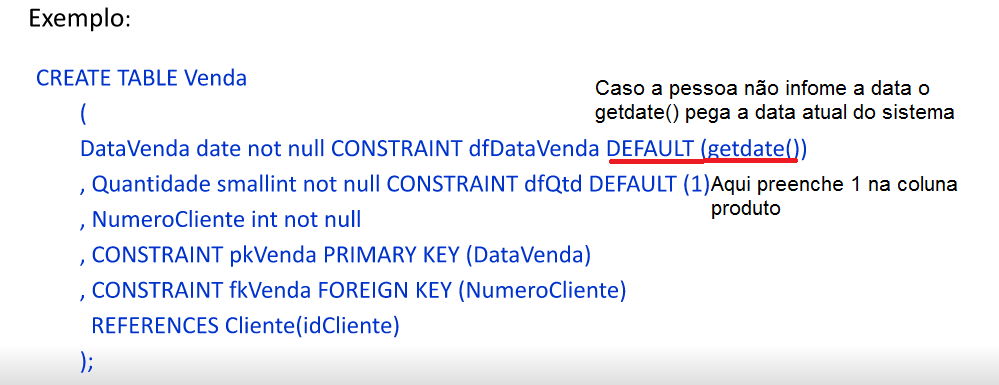 Exemplo:
CREATE TABLE Venda
Caso a pessoa não infome a data o
getdate() pega a data atual do sistema
(
DataVenda date not null CONSTRAINT dfDataVenda DEFAULT (getdate())
, Quantidade smallint not null CONSTRAINT dfQtd DEFAULT (1)
Aqui preenche 1 na coluna
produto
, NumeroCliente int not null
, CONSTRAINT pkVenda PRIMARY KEY (DataVenda)
, CONSTRAINT fkVenda FOREIGN KEY (NumeroCliente)
REFERENCES Cliente(idCliente)
);